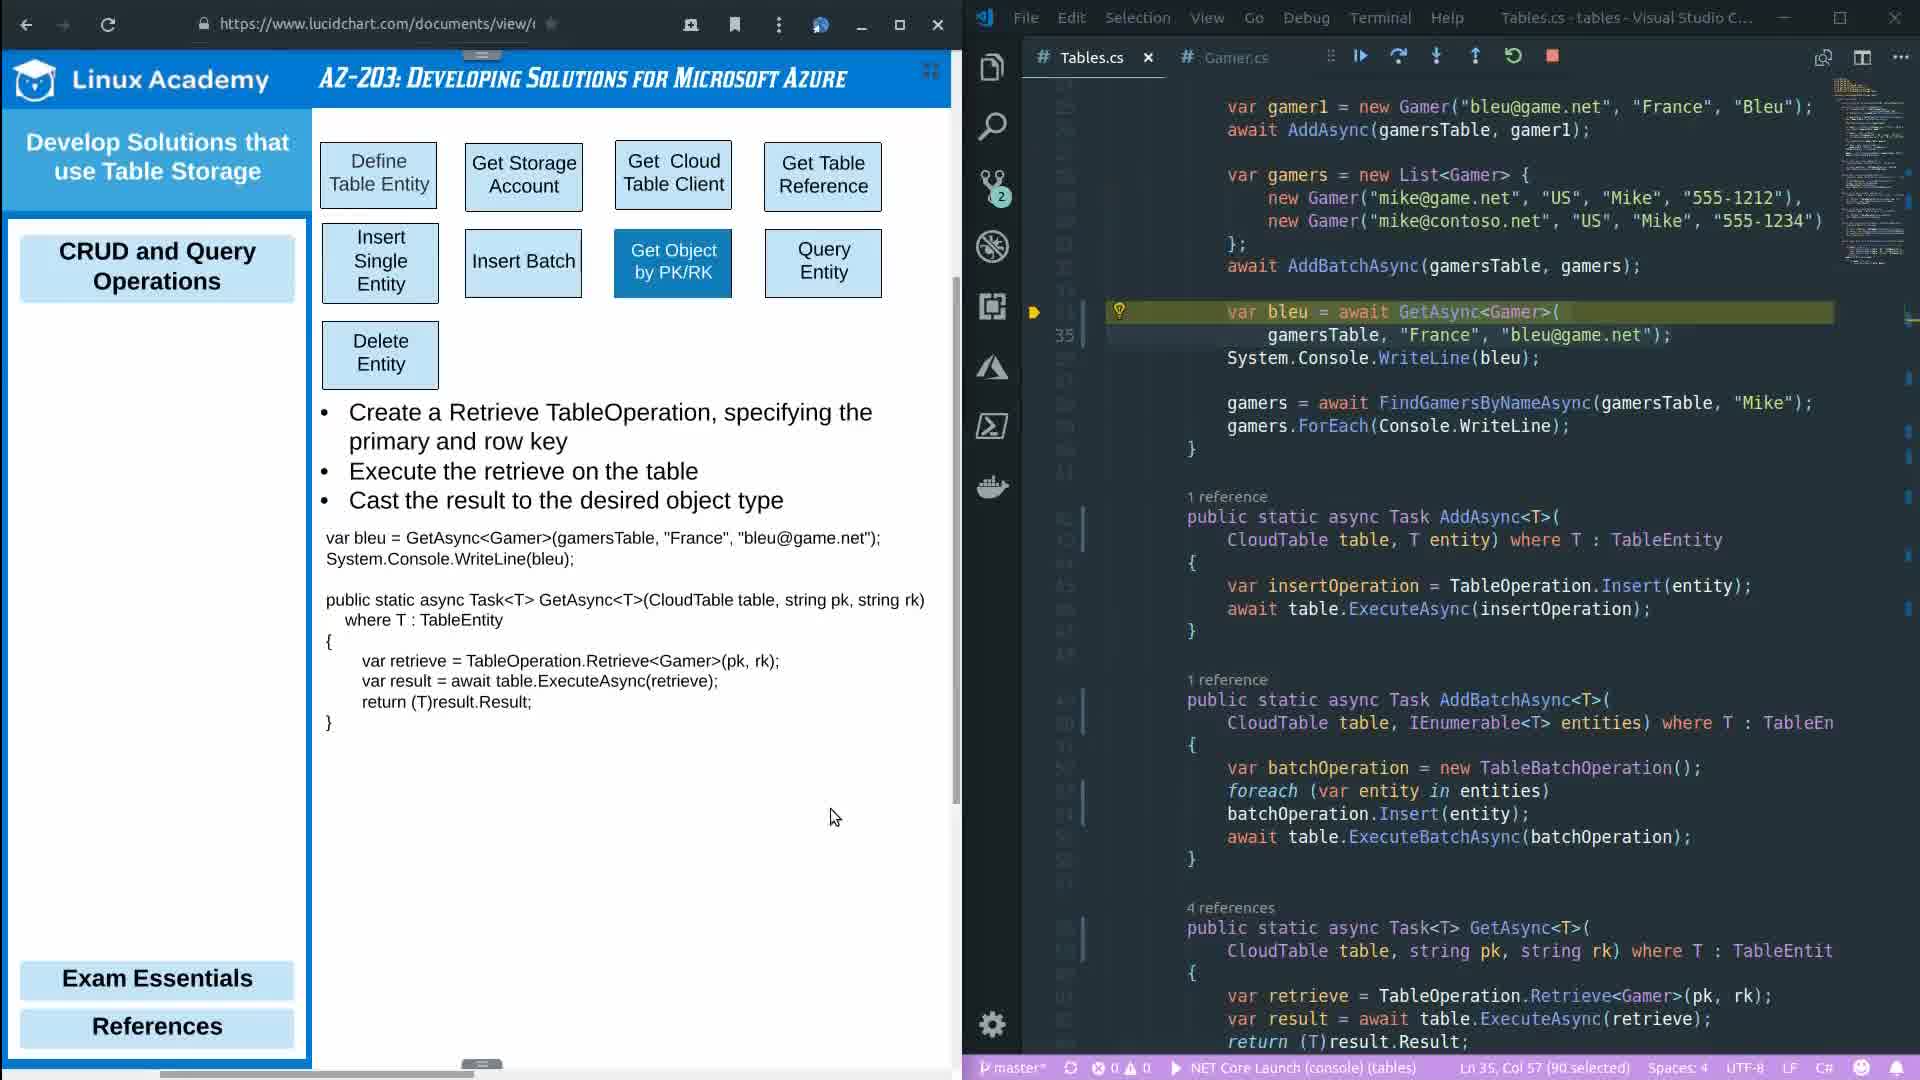 https://www.lucidchart.com/documents/view/
Linux Academy
AZ-203: Developing Solutions for Microsoft Azure
Develop Solutions that
use Table Storage
CRUD and Query
Operations
Exam Essentials
References
Define
Table Entity
Get Storage
Account
Get Cloud
Table Client
Get Table
Reference
Insert
Single
Entity
Insert Batch
Get Object
by PK/RK
Query
Entity
Delete
Entity
• Create a Retrieve TableOperation, specifying the
primary and row key
• Execute the retrieve on the table
• Cast the result to the desired object type
var bleu = GetAsync<Gamer>(gamersTable, "France", "bleu@game.net");
System.Console.WriteLine(bleu);
public static async Task<T> GetAsync<T>(CloudTable table, string pk, string rk)
where T : TableEntity
{
var retrieve = TableOperation.Retrieve<Gamer>(pk, rk);
var result = await table.ExecuteAsync(retrieve);
return (T)result.Result;
}
File Edit Selection View Go Debug Terminal Help Tables.cs - tables - Visual Studio C...
# Tables.cs # Gamer.cs
2
var gamer1 = new Gamer("bleu@game.net", "France", "Bleu");
await AddAsync(gamersTable, gamer1);
var gamers = new List<Gamer> {
new Gamer("mike@game.net", "US", "Mike", "555-1212"),
new Gamer("mike@contoso.net", "US", "Mike", "555-1234")
};
await AddBatchAsync(gamersTable, gamers);
var bleu = await GetAsync<Gamer>(
35 gamersTable, "France", "bleu@game.net");
System.Console.WriteLine(bleu);
gamers = await FindGamersByNameAsync(gamersTable, "Mike");
gamers.ForEach(Console.WriteLine);
}
1 reference
public static async Task AddAsync<T>(
CloudTable table, T entity) where T : TableEntity
{
var insertOperation = TableOperation.Insert(entity);
await table.ExecuteAsync(insertOperation);
}
1 reference
public static async Task AddBatchAsync<T>(
CloudTable table, IEnumerable<T> entities) where T : TableEn
{
var batchOperation = new TableBatchOperation();
foreach (var entity in entities)
batchOperation.Insert(entity);
await table.ExecuteBatchAsync(batchOperation);
}
4 references
public static async Task<T> GetAsync<T>(
CloudTable table, string pk, string rk) where T : TableEntit
{
var retrieve = TableOperation.Retrieve<Gamer>(pk, rk);
var result = await table.ExecuteAsync(retrieve);
return (T)result.Result;
master* 0 0 NET Core Launch (console) (tables) Ln 35, Col 57 (90 selected) Spaces: 4 UTF-8 LF C#